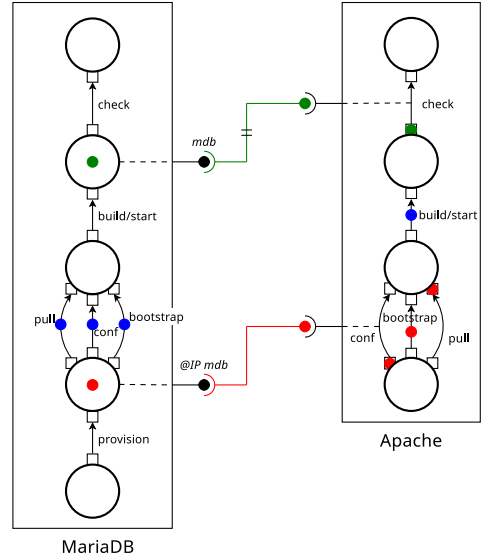 check
check
mdb
build/start
build/start
pull
conf
bootstrap
bootstrap
conf
pull
@IP mdb
provision
Apache
MariaDB